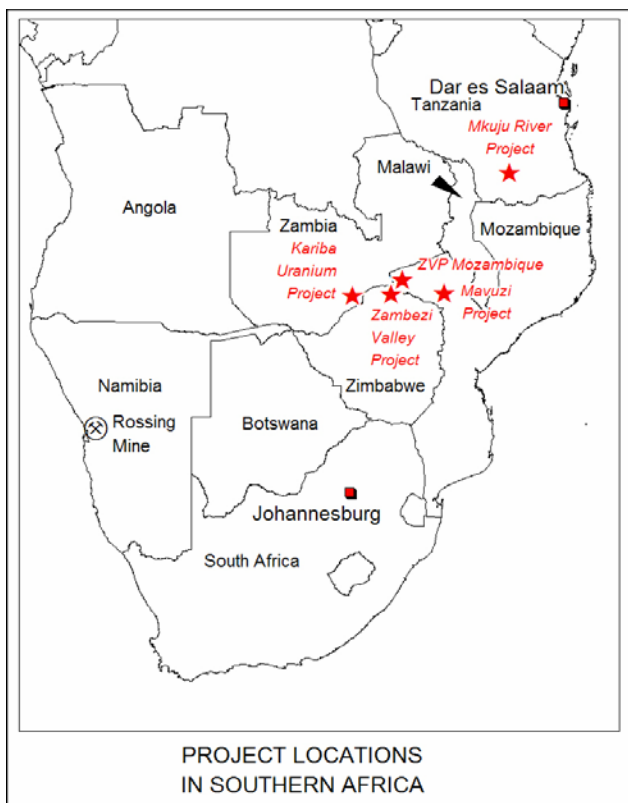 Dar es Salaam
Tanzania
Mkuju River
Project
Malawi
Angola
Zambia
Mozambique
Kariba
Uranium
Project
ZVP Mozambique
Mavuzi
Project
Zambezi
Valley
Project
Zimbabwe
Namibia
Botswana
Rossing
Mine
Johannesburg
South Africa
PROJECT LOCATIONS
IN SOUTHERN AFRICA